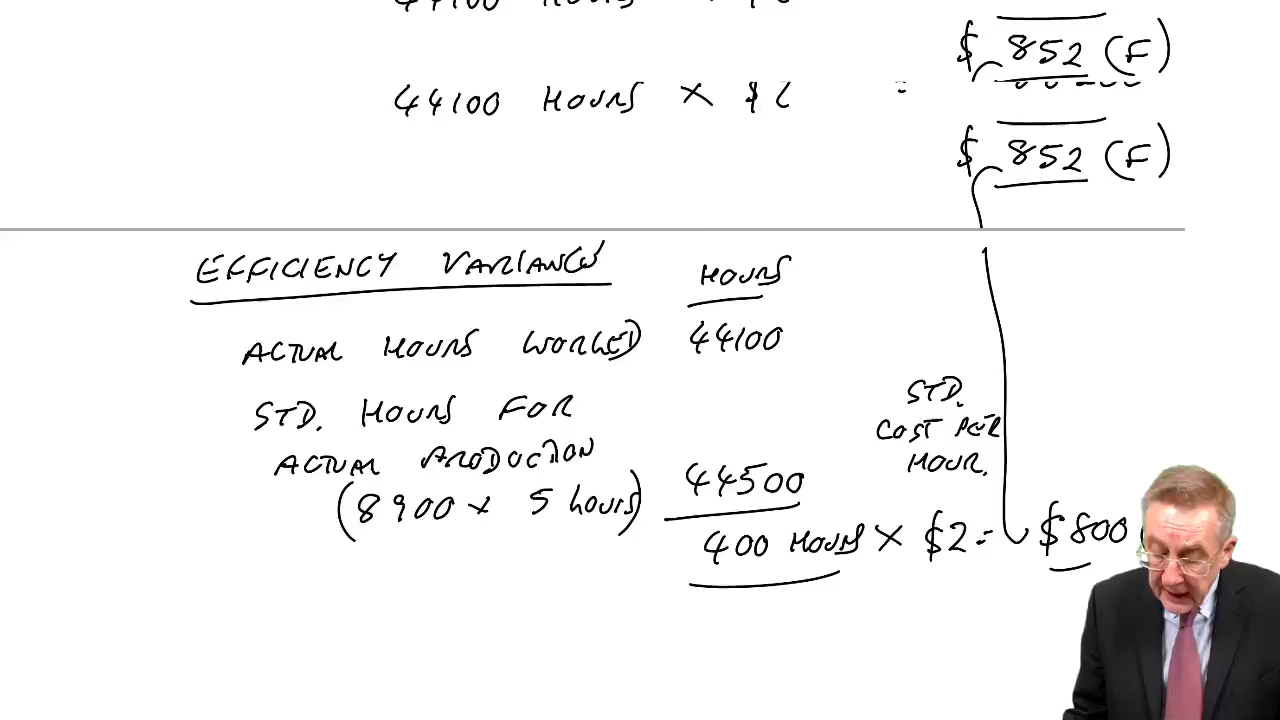 $ 852 (F)
44100 HOURS × $2 =
$ 852 (F)
EFFICIENCY VARIANCE
HOURS
ACTUAL HOURS WORKED 44100
STD. HOURS FOR
ACTUAL PRODUCTION
(8900 × 5 hours) 44500
STD.
COST PER
HOUR.
400 HOURS × $2 = $800